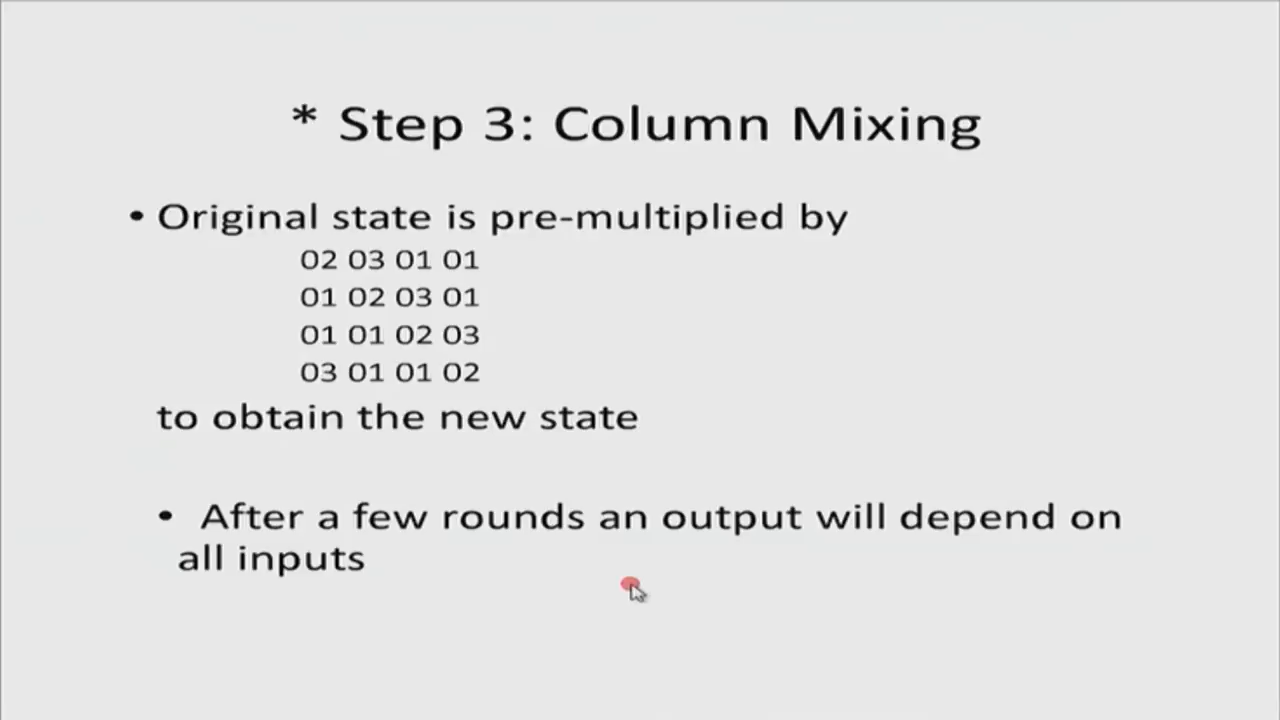 * Step 3: Column Mixing
• Original state is pre-multiplied by
02 03 01 01
01 02 03 01
01 01 02 03
03 01 01 02
to obtain the new state
• After a few rounds an output will depend on
all inputs